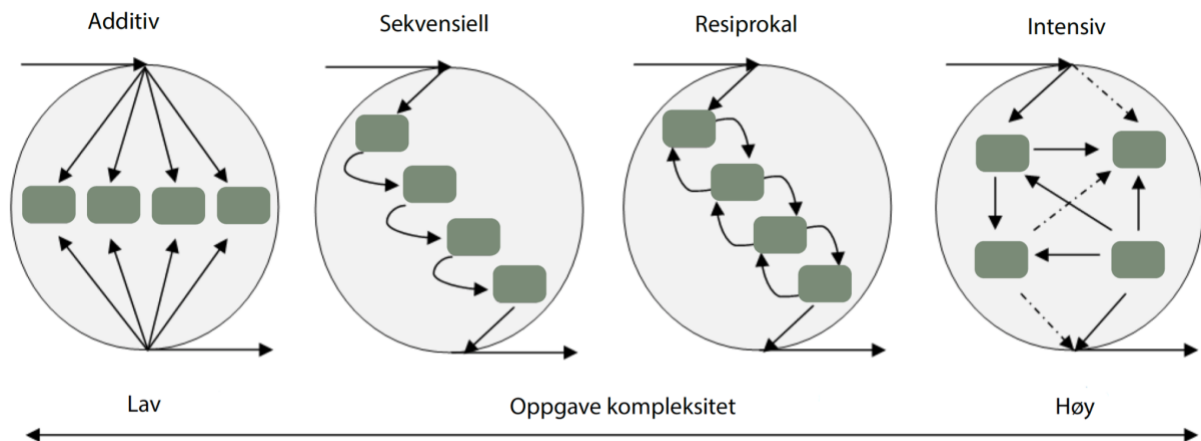 Additiv
Sekvensiell
Resiprokal
Intensiv
Lav
Oppgave kompleksitet
Høy